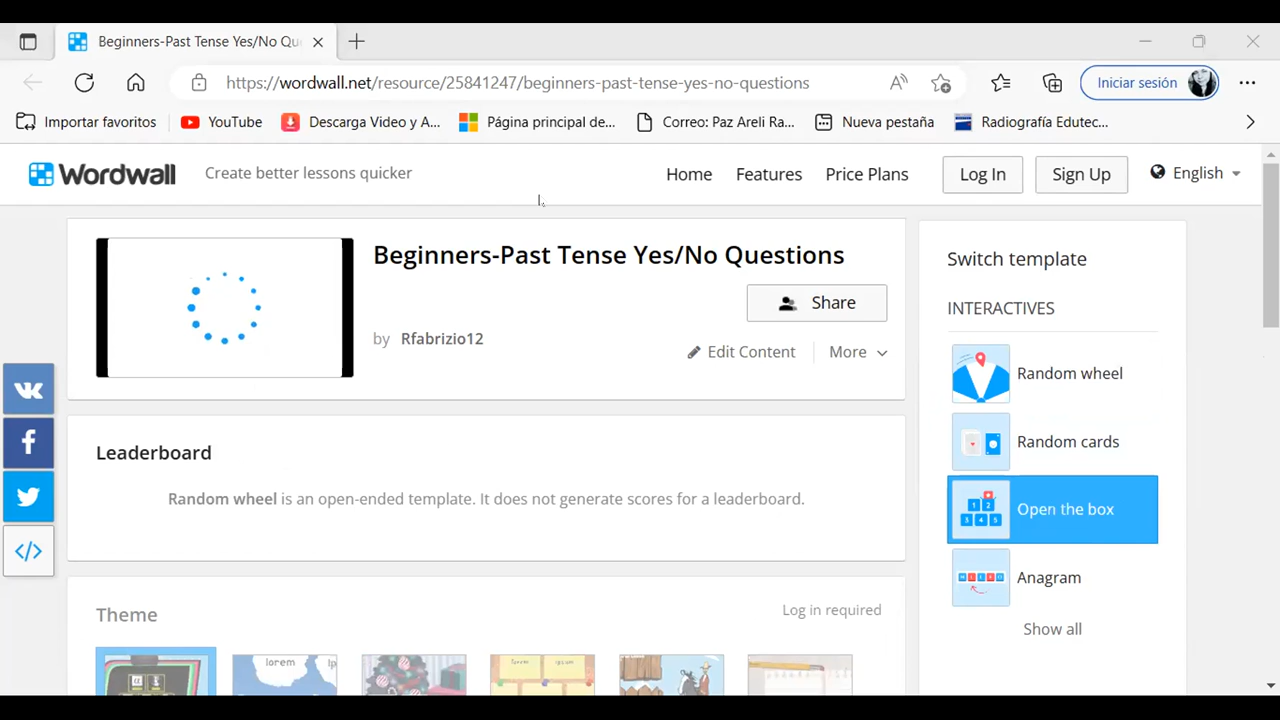 Beginners-Past Tense Yes/No Qu
https://wordwall.net/resource/25841247/beginners-past-tense-yes-no-questions
Iniciar sesión
Importar favoritos
YouTube
Descarga Video y A...
Página principal de...
Correo: Paz Areli Ra...
Nueva pestaña
Radiografía Edutec...
Wordwall
Create better lessons quicker
Home
Features
Price Plans
Log In
Sign Up
English
Beginners-Past Tense Yes/No Questions
Share
by Rfabrizio12
Edit Content
More
Leaderboard
Random wheel is an open-ended template. It does not generate scores for a leaderboard.
Theme
Log in required
lorem
lorem
ipsum
Switch template
INTERACTIVES
Random wheel
Random cards
Open the box
Anagram
Show all